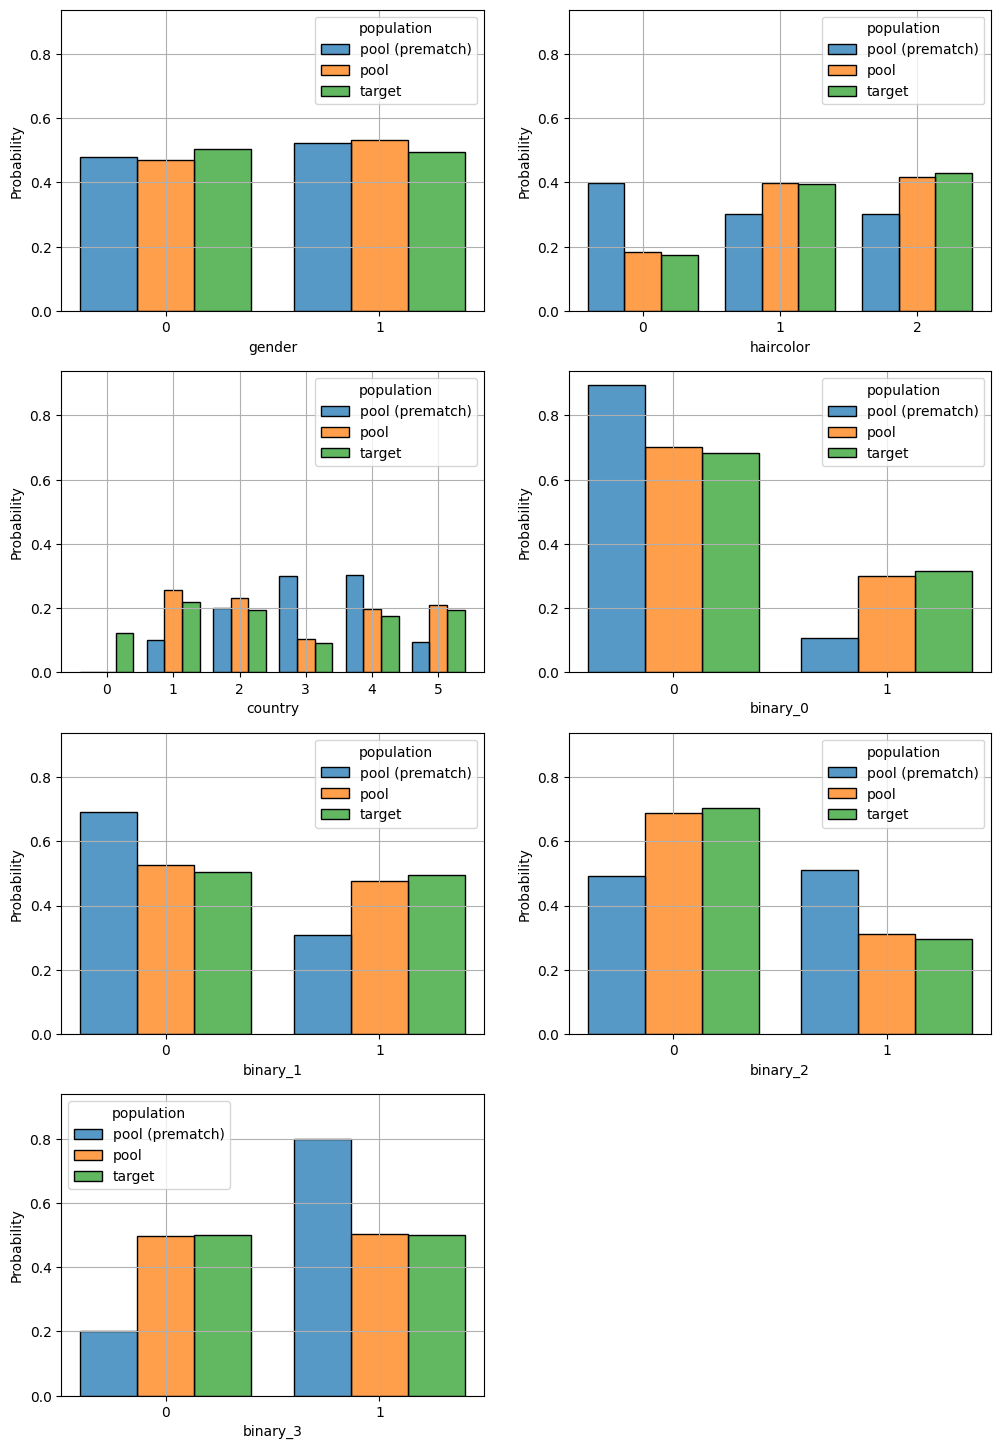 population
pool (prematch)
pool
target
0.8
0.6
0.4
0.2
0.0
Probability
0 1
gender
population
pool (prematch)
pool
target
0.8
0.6
0.4
0.2
0.0
Probability
0 1 2
haircolor
population
pool (prematch)
pool
target
0.8
0.6
0.4
0.2
0.0
Probability
0 1 2 3 4 5
country
population
pool (prematch)
pool
target
0.8
0.6
0.4
0.2
0.0
Probability
0 1
binary_0
population
pool (prematch)
pool
target
0.8
0.6
0.4
0.2
0.0
Probability
0 1
binary_1
population
pool (prematch)
pool
target
0.8
0.6
0.4
0.2
0.0
Probability
0 1
binary_2
population
pool (prematch)
pool
target
0.8
0.6
0.4
0.2
0.0
Probability
0 1
binary_3